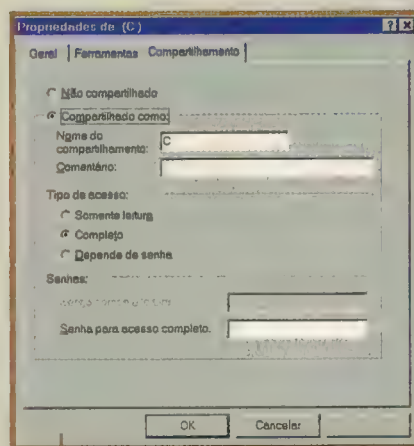 Propriedades de (C:)
Geral Ferramentas Compartilhamento
Não compartilhado
Compartilhado como:
Nome do compartilhamento: C
Comentário:
Tipo de acesso:
Somente leitura
Completo
Depende de senha
Senhas:
Senha para acesso completo.
OK Cancelar